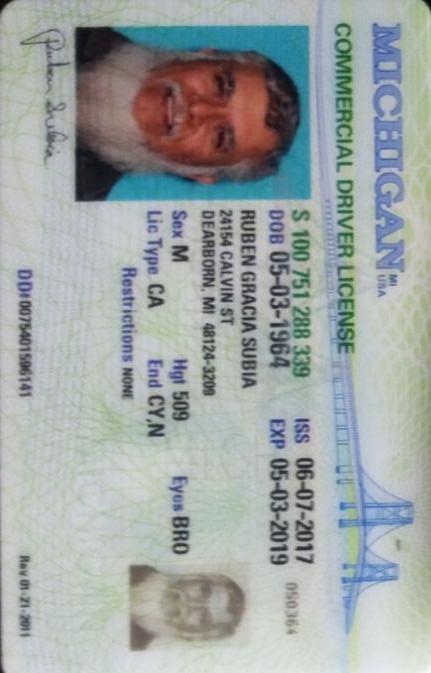 MICHIGAN MI
USA
COMMERCIAL DRIVER LICENSE
S 100 751 288 339
DOB 05-03-1964
ISS 06-07-2017
EXP 05-03-2019
050364
RUBEN GRACIA SUBIA
24154 CALVIN ST
DEARBORN, MI 48124-3209
Sex M Hgt 509 Eyes BRO
Lic Type CA End CY,N
Restrictions NONE
Ruben Subia
DD#0075401596141
Rev 01-21-2011